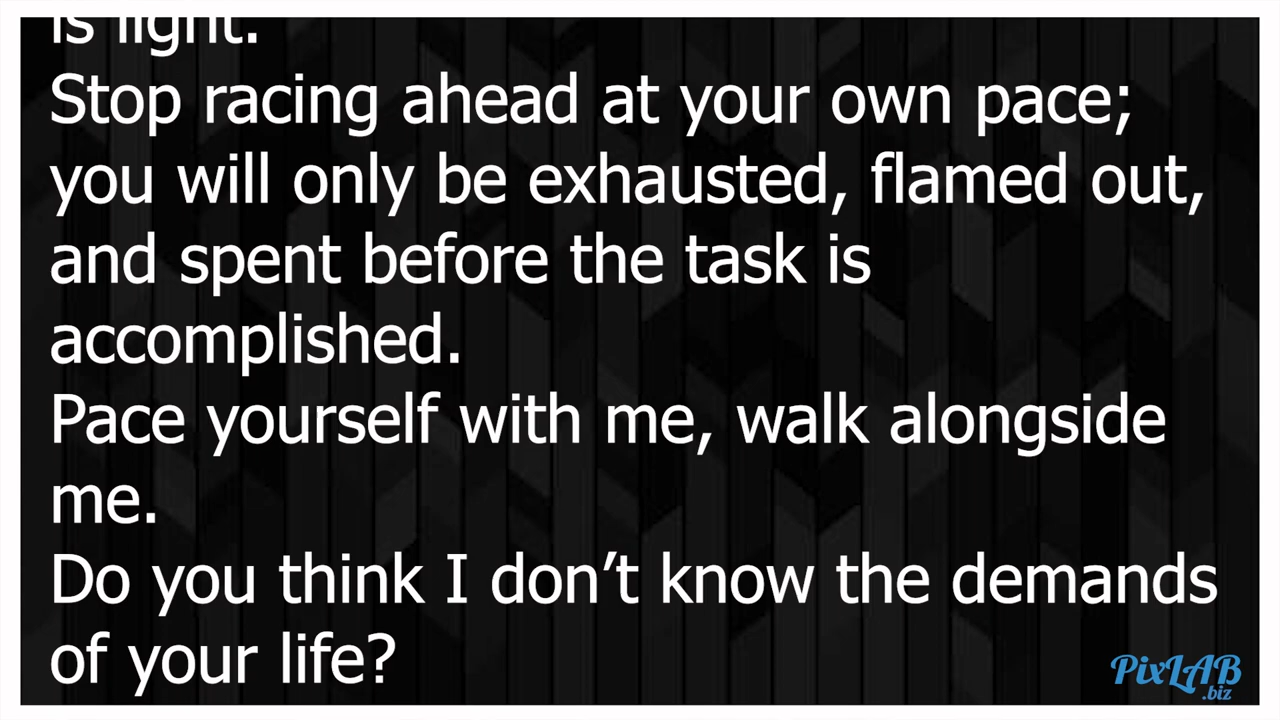 is light.
Stop racing ahead at your own pace;
you will only be exhausted, flamed out,
and spent before the task is
accomplished.
Pace yourself with me, walk alongside
me.
Do you think I don’t know the demands
of your life?
PixLAB
.biz